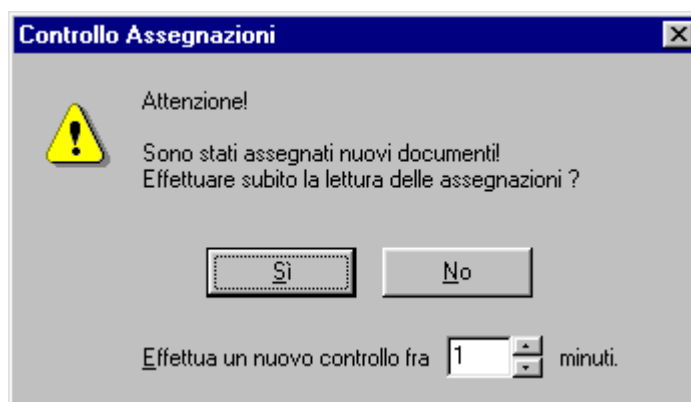 Controllo Assegnazioni
Attenzione!
Sono stati assegnati nuovi documenti!
Effettuare subito la lettura delle assegnazioni ?
Sì No
Effettua un nuovo controllo fra 1 minuti.